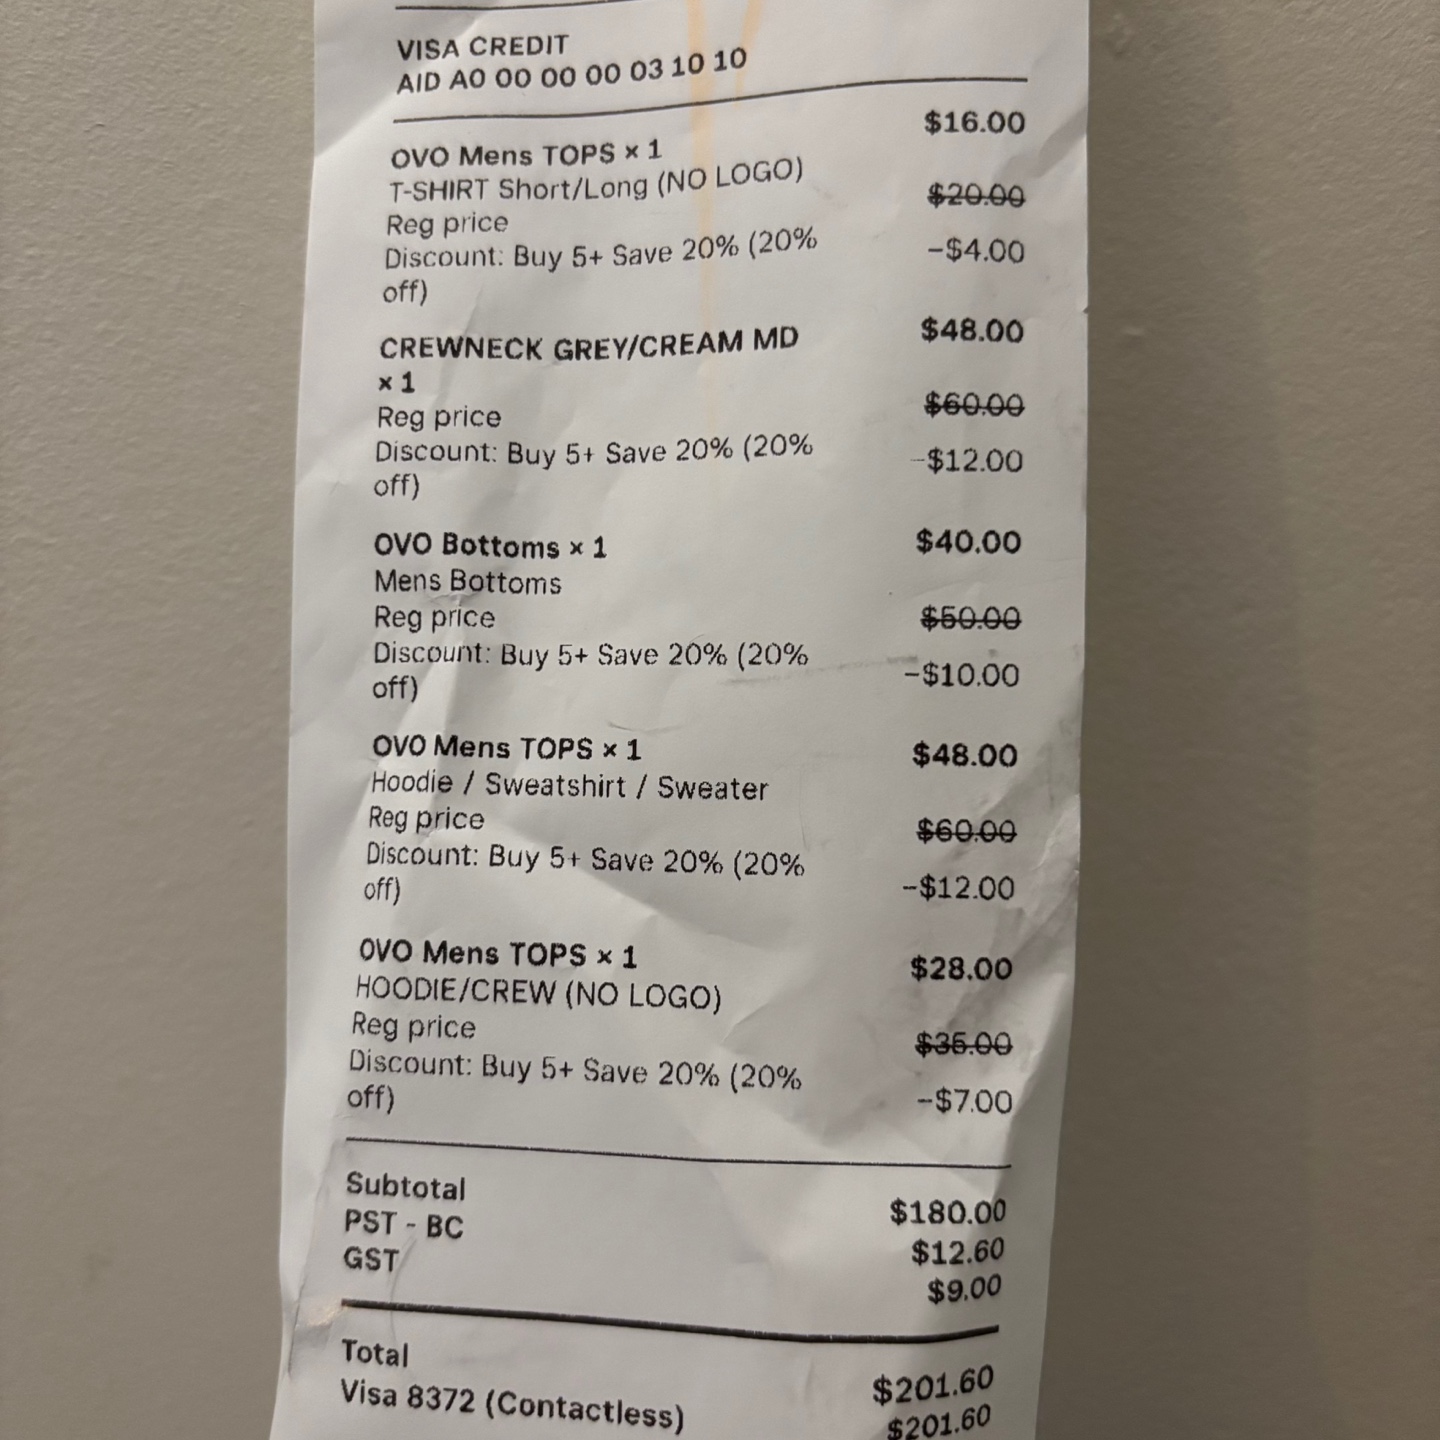 VISA CREDIT
AID A0 00 00 00 03 10 10
OVO Mens TOPS × 1 $16.00
T-SHIRT Short/Long (NO LOGO)
Reg price $20.00
Discount: Buy 5+ Save 20% (20% -$4.00
off)
CREWNECK GREY/CREAM MD $48.00
× 1
Reg price $60.00
Discount: Buy 5+ Save 20% (20% -$12.00
off)
OVO Bottoms × 1 $40.00
Mens Bottoms
Reg price $50.00
Discount: Buy 5+ Save 20% (20% -$10.00
off)
OVO Mens TOPS × 1 $48.00
Hoodie / Sweatshirt / Sweater
Reg price $60.00
Discount: Buy 5+ Save 20% (20% -$12.00
off)
OVO Mens TOPS × 1 $28.00
HOODIE/CREW (NO LOGO)
Reg price $35.00
Discount: Buy 5+ Save 20% (20% -$7.00
off)
Subtotal $180.00
PST - BC $12.60
GST $9.00
Total $201.60
Visa 8372 (Contactless) $201.60